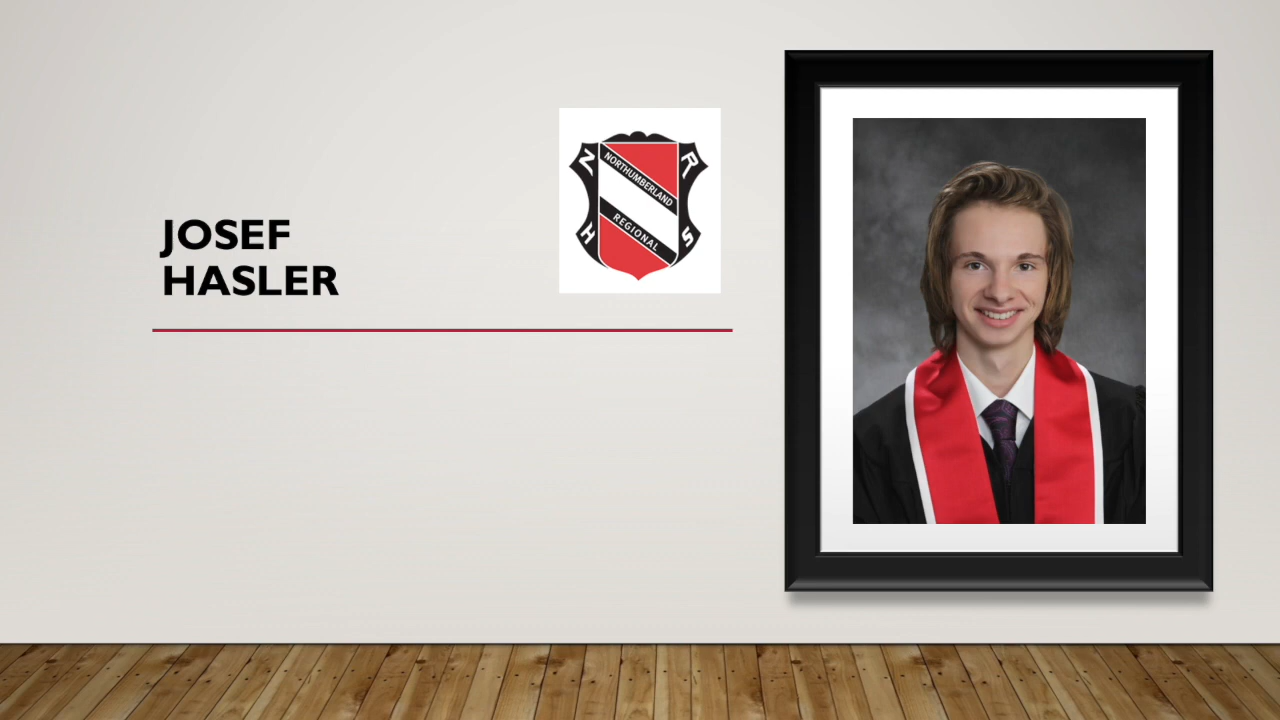 JOSEF
HASLER
N R
NORTHUMBERLAND
REGIONAL
H S